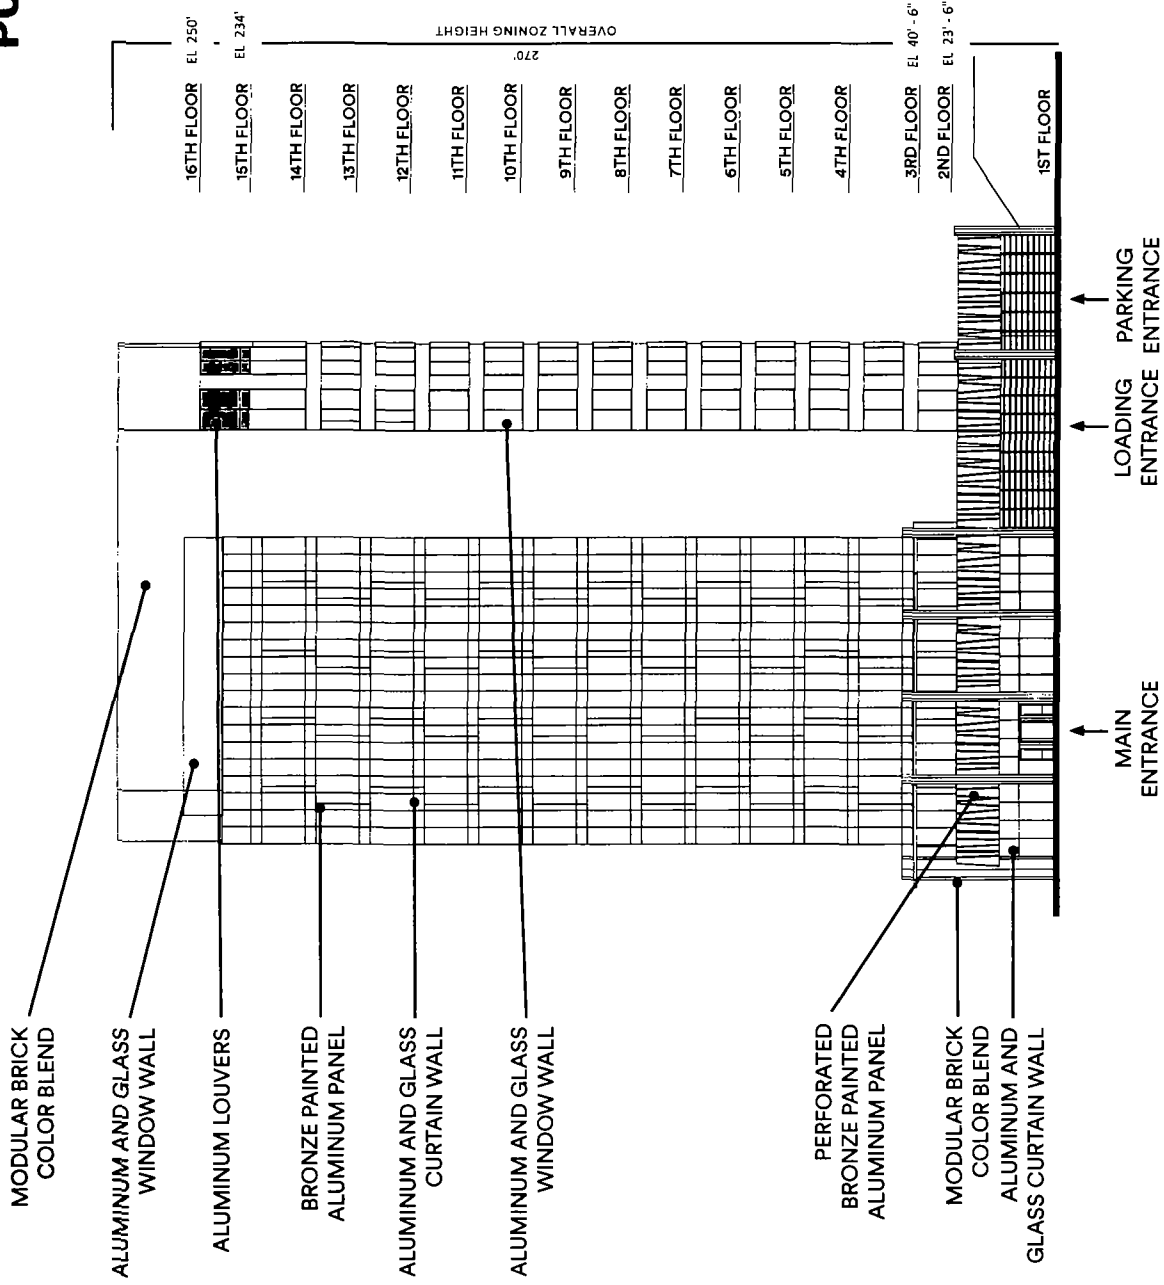 MODULAR BRICK
COLOR BLEND
ALUMINUM AND GLASS
WINDOW WALL
ALUMINUM LOUVERS
BRONZE PAINTED
ALUMINUM PANEL
ALUMINUM AND GLASS
CURTAIN WALL
ALUMINUM AND GLASS
WINDOW WALL
PERFORATED
BRONZE PAINTED
ALUMINUM PANEL
MODULAR BRICK
COLOR BLEND
ALUMINUM AND
GLASS CURTAIN WALL
MAIN
ENTRANCE
LOADING
ENTRANCE
PARKING
ENTRANCE
16TH FLOOR EL 250'
15TH FLOOR EL 234'
14TH FLOOR
13TH FLOOR
12TH FLOOR
11TH FLOOR
10TH FLOOR
9TH FLOOR
8TH FLOOR
7TH FLOOR
6TH FLOOR
5TH FLOOR
4TH FLOOR
3RD FLOOR EL 40' - 6"
2ND FLOOR EL 23' - 6"
1ST FLOOR
270'
OVERALL ZONING HEIGHT